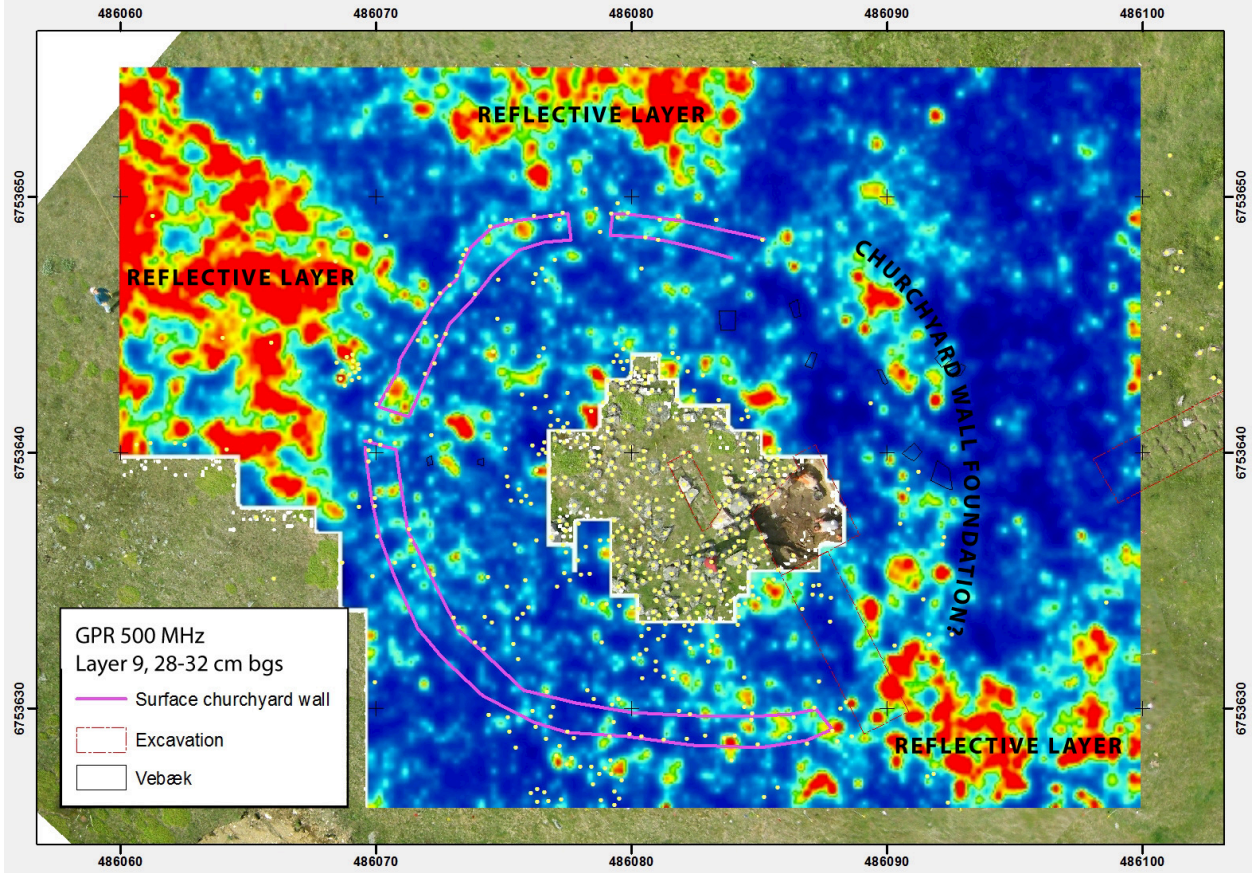 486060 486070 486080 486090 486100
REFLECTIVE LAYER
6753650 6753650
CHURCHYARD WALL FOUNDATION?
REFLECTIVE LAYER
6753640 6753640
GPR 500 MHz
Layer 9, 28-32 cm bgs
Surface churchyard wall
Excavation
Vebæk
6753630 6753630
REFLECTIVE LAYER
486060 486070 486080 486090 486100